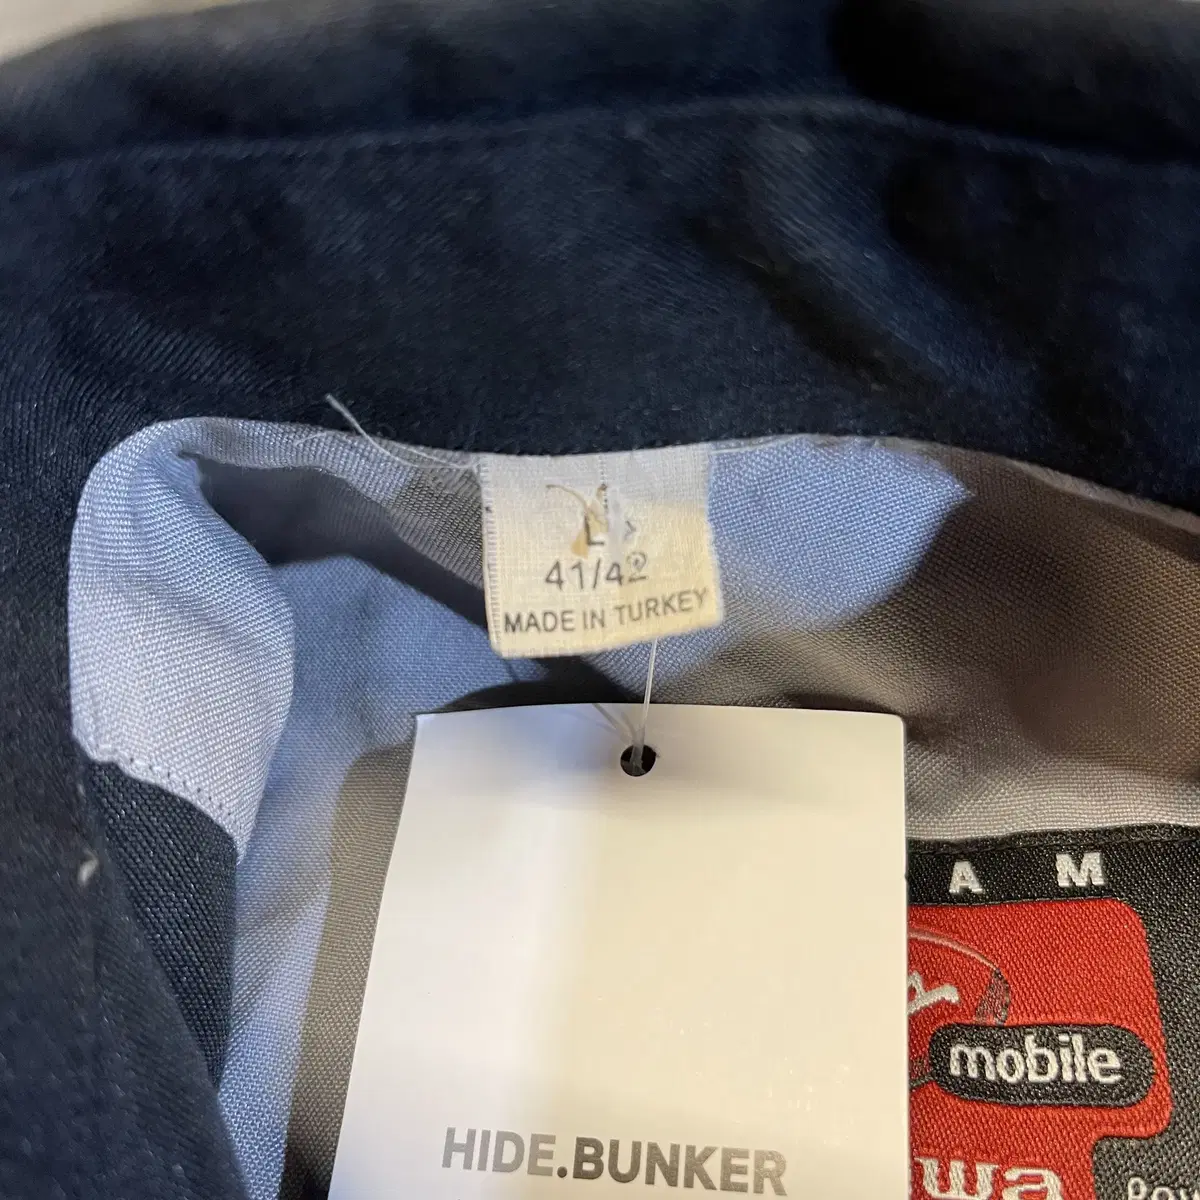 L
41/42
MADE IN TURKEY
A M
mobile
HIDE.BUNKER